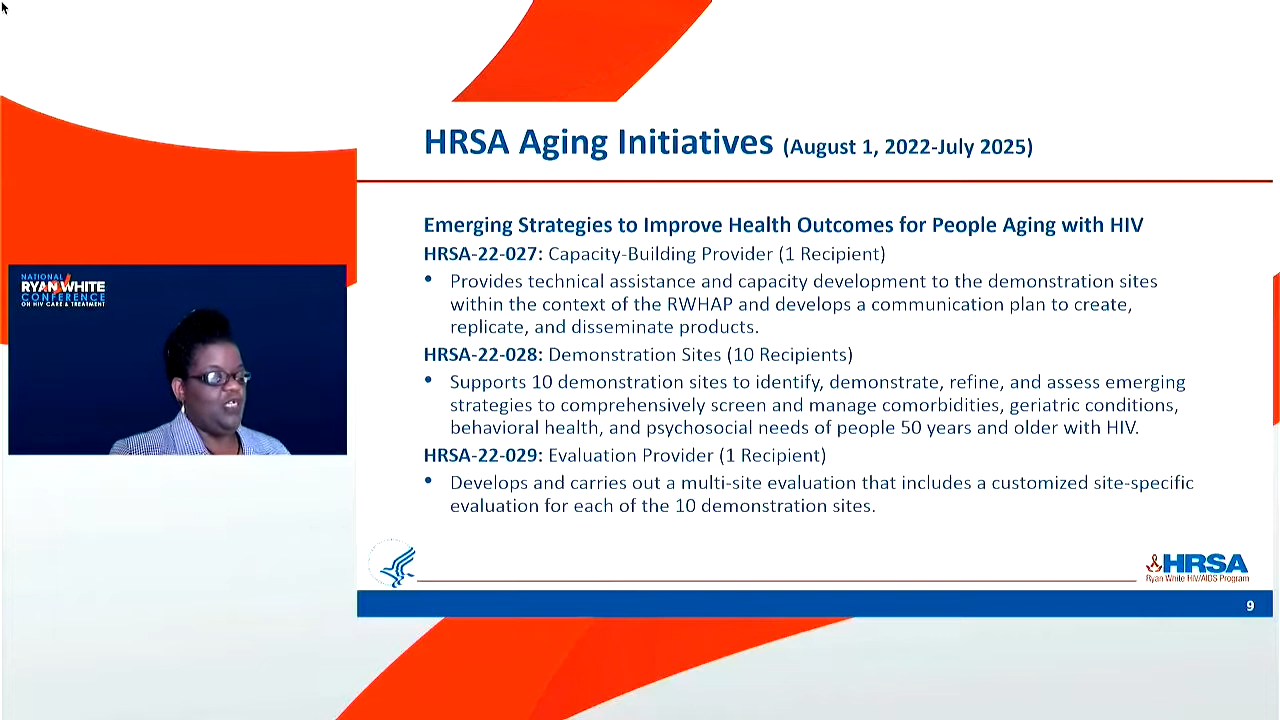 HRSA Aging Initiatives (August 1, 2022-July 2025)
Emerging Strategies to Improve Health Outcomes for People Aging with HIV
HRSA-22-027: Capacity-Building Provider (1 Recipient)
• Provides technical assistance and capacity development to the demonstration sites
within the context of the RWHAP and develops a communication plan to create,
replicate, and disseminate products.
HRSA-22-028: Demonstration Sites (10 Recipients)
• Supports 10 demonstration sites to identify, demonstrate, refine, and assess emerging
strategies to comprehensively screen and manage comorbidities, geriatric conditions,
behavioral health, and psychosocial needs of people 50 years and older with HIV.
HRSA-22-029: Evaluation Provider (1 Recipient)
• Develops and carries out a multi-site evaluation that includes a customized site-specific
evaluation for each of the 10 demonstration sites.
NATIONAL
RYAN WHITE
CONFERENCE
ON HIV CARE & TREATMENT
HRSA
Ryan White HIV/AIDS Program
9